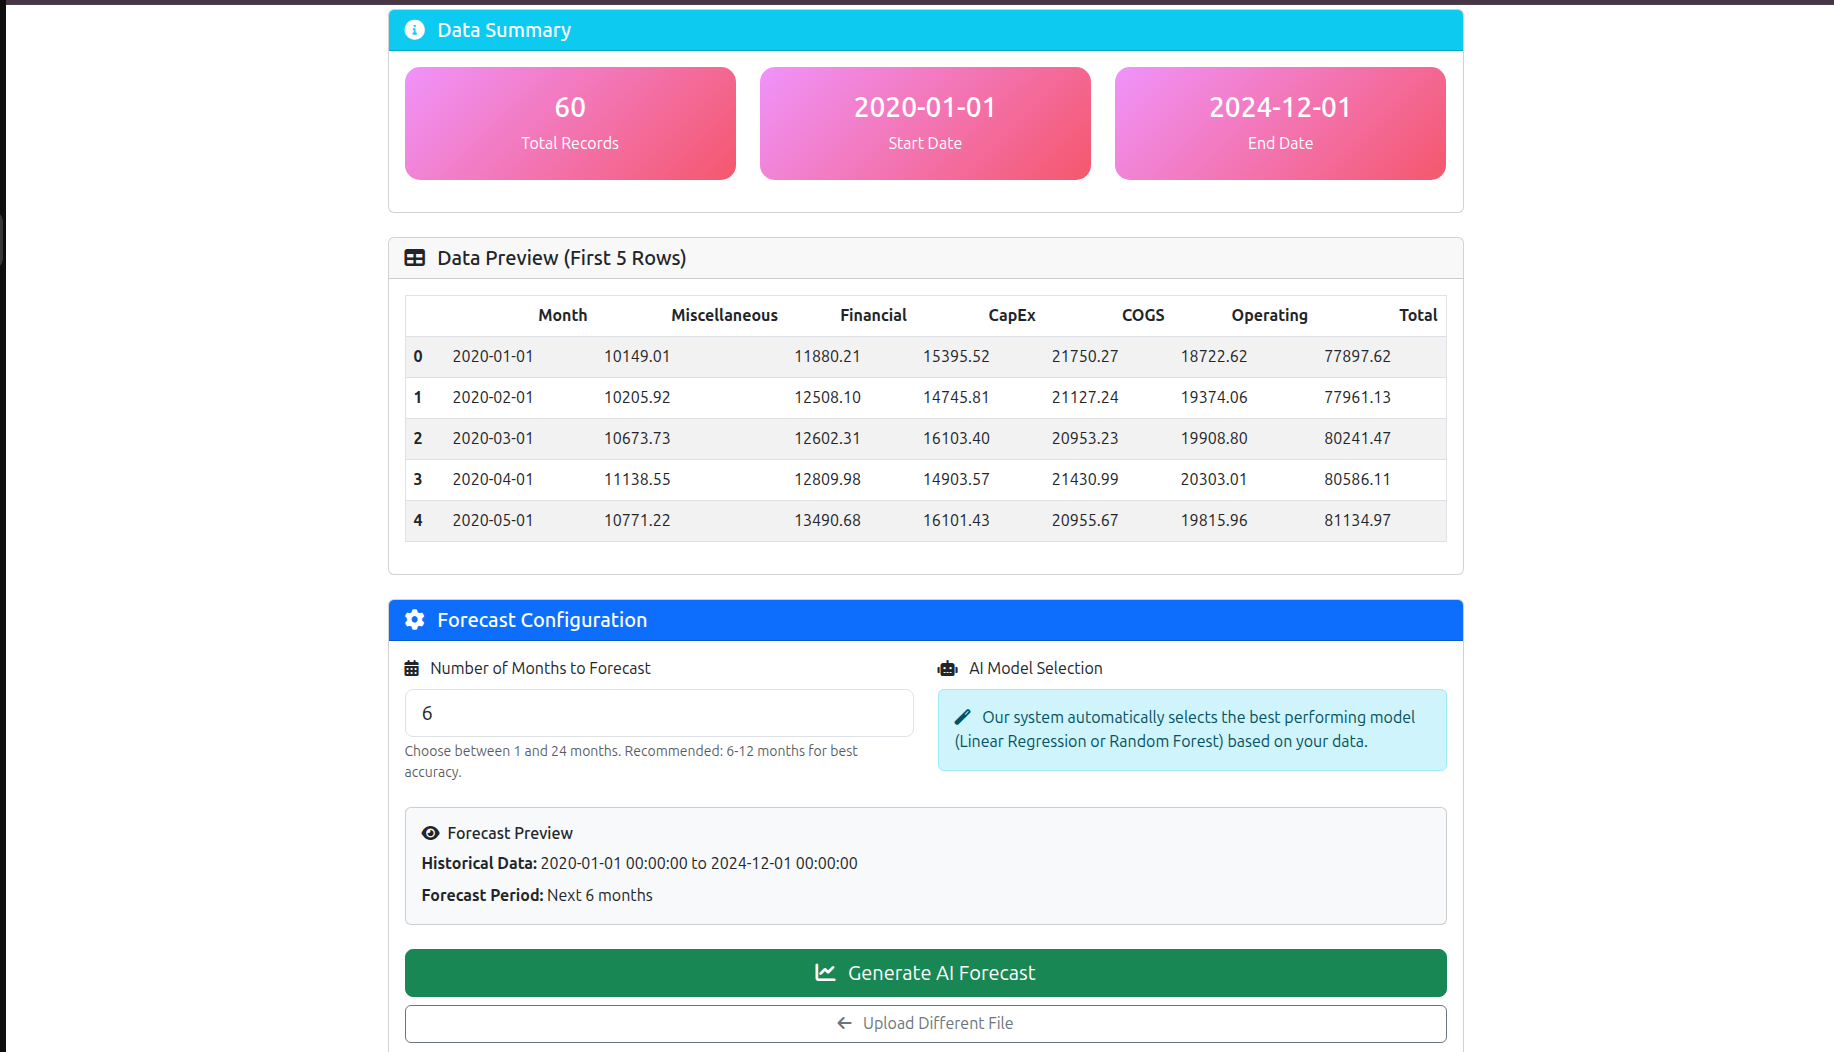 Data Summary
60
Total Records
2020-01-01
Start Date
2024-12-01
End Date
Data Preview (First 5 Rows)
Month Miscellaneous Financial CapEx COGS Operating Total
0 2020-01-01 10149.01 11880.21 15395.52 21750.27 18722.62 77897.62
1 2020-02-01 10205.92 12508.10 14745.81 21127.24 19374.06 77961.13
2 2020-03-01 10673.73 12602.31 16103.40 20953.23 19908.80 80241.47
3 2020-04-01 11138.55 12809.98 14903.57 21430.99 20303.01 80586.11
4 2020-05-01 10771.22 13490.68 16101.43 20955.67 19815.96 81134.97
Forecast Configuration
Number of Months to Forecast
6
Choose between 1 and 24 months. Recommended: 6-12 months for best
accuracy.
AI Model Selection
Our system automatically selects the best performing model
(Linear Regression or Random Forest) based on your data.
Forecast Preview
Historical Data: 2020-01-01 00:00:00 to 2024-12-01 00:00:00
Forecast Period: Next 6 months
Generate AI Forecast
Upload Different File